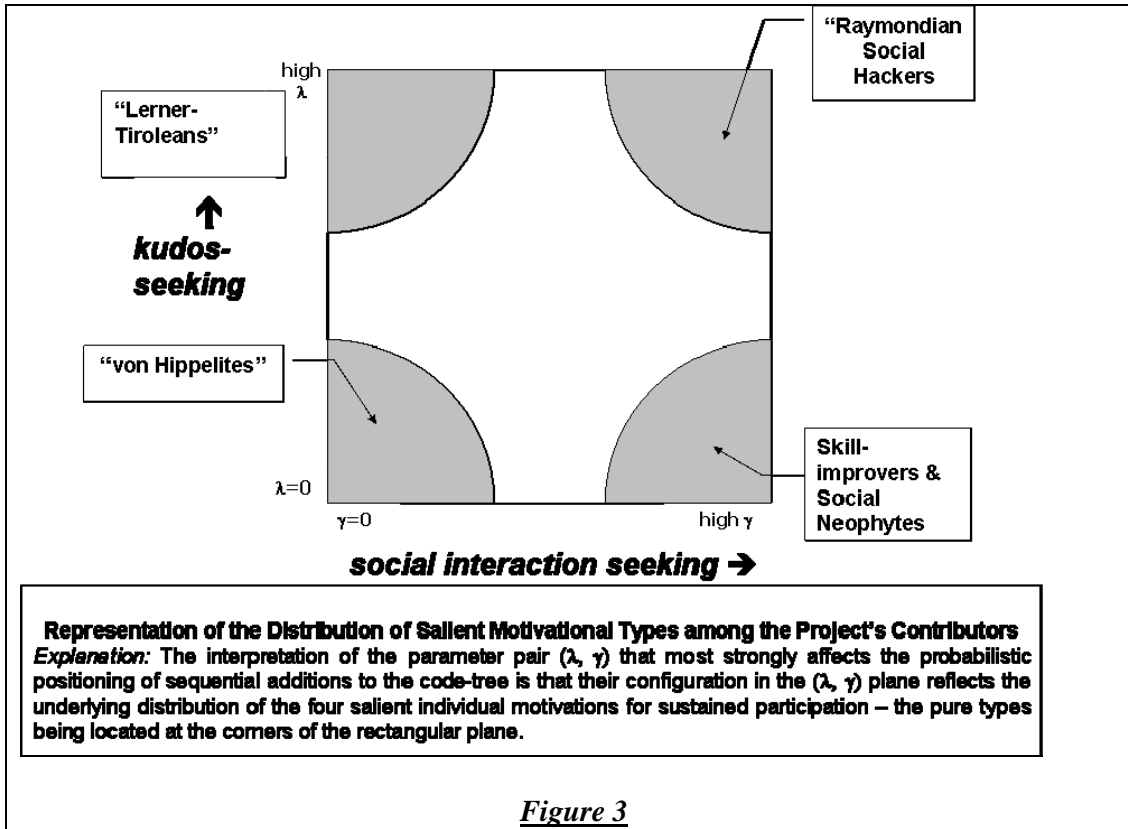 “Raymondian
Social
Hackers
high
λ
“Lerner-
Tiroleans”
kudos-
seeking
“von Hippelites”
λ=0
γ=0
high γ
Skill-
improvers &
Social
Neophytes
social interaction seeking
Representation of the Distribution of Salient Motivational Types among the Project's Contributors
Explanation: The interpretation of the parameter pair (λ, γ) that most strongly affects the probabilistic
positioning of sequential additions to the code-tree is that their configuration in the (λ, γ) plane reflects the
underlying distribution of the four salient individual motivations for sustained participation – the pure types
being located at the corners of the rectangular plane.
Figure 3